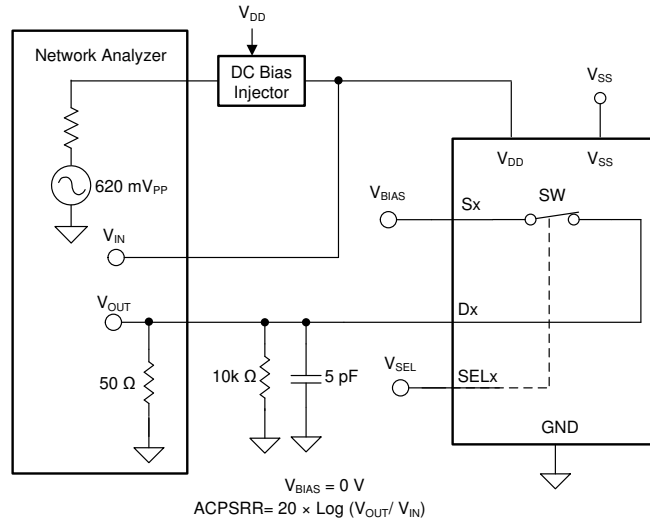 V_DD
Network Analyzer
DC Bias
Injector
V_SS
620 mV_PP
V_DD
V_SS
V_BIAS
Sx
SW
V_IN
V_OUT
Dx
50 Ω
10k Ω
5 pF
V_SEL
SELx
GND
V_BIAS = 0 V
ACPSRR= 20 × Log (V_OUT/ V_IN)